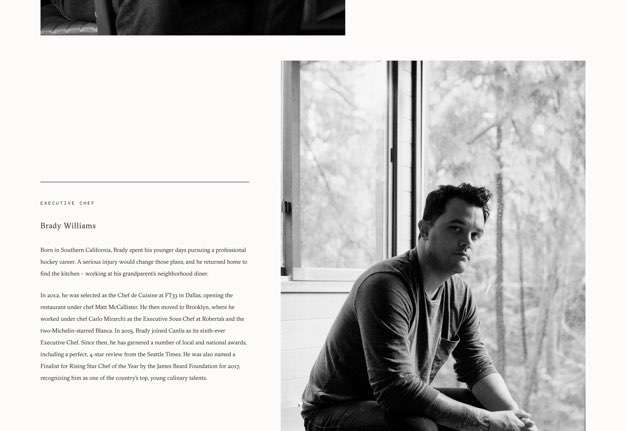 EXECUTIVE CHEF
Brady Williams
Born in Southern California, Brady spent his younger days pursuing a professional
hockey career. A serious injury would change those plans, and he returned home to
find the kitchen – working at his grandparent's neighborhood diner.
In 2012, he was selected as the Chef de Cuisine at FT33 in Dallas, opening the
restaurant under chef Matt McCallister. He then moved to Brooklyn, where he
worked under chef Carlo Mirarchi as the Executive Sous Chef at Roberta's and the
two-Michelin-starred Blanca. In 2015, Brady joined Canlis as its sixth-ever
Executive Chef. Since then, he has garnered a number of local and national awards,
including a perfect, 4-star review from the Seattle Times. He was also named a
Finalist for Rising Star Chef of the Year by the James Beard Foundation for 2017,
recognizing him as one of the country's top, young culinary talents.